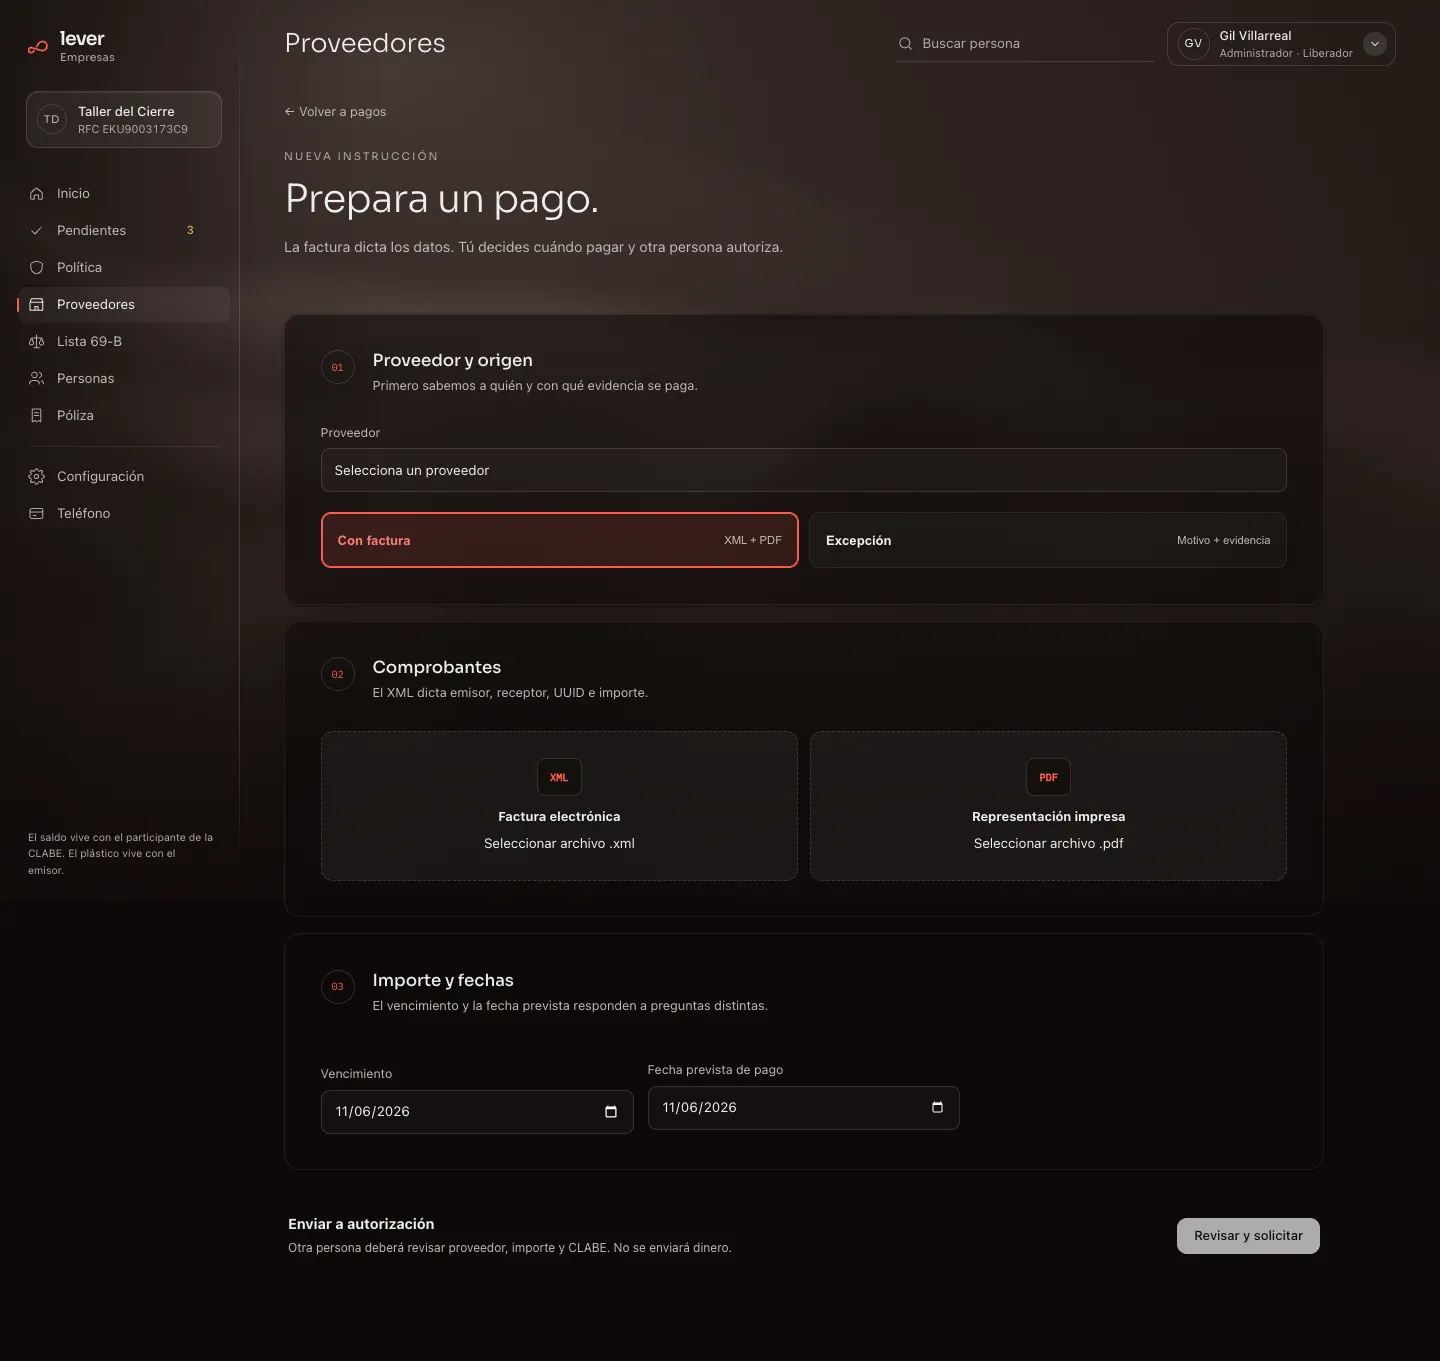 lever
Empresas
Proveedores
Buscar persona
GV
Gil Villarreal
Administrador · Liberador
TD
Taller del Cierre
RFC EKU9003173C9
Inicio
Pendientes 3
Política
Proveedores
Lista 69-B
Personas
Póliza
Configuración
Teléfono
El saldo vive con el participante de la
CLABE. El plástico vive con el
emisor.
← Volver a pagos
NUEVA INSTRUCCIÓN
Prepara un pago.
La factura dicta los datos. Tú decides cuándo pagar y otra persona autoriza.
01
Proveedor y origen
Primero sabemos a quién y con qué evidencia se paga.
Proveedor
Selecciona un proveedor
Con factura XML + PDF
Excepción Motivo + evidencia
02
Comprobantes
El XML dicta emisor, receptor, UUID e importe.
XML
Factura electrónica
Seleccionar archivo .xml
PDF
Representación impresa
Seleccionar archivo .pdf
03
Importe y fechas
El vencimiento y la fecha prevista responden a preguntas distintas.
Vencimiento
11/06/2026
Fecha prevista de pago
11/06/2026
Enviar a autorización
Otra persona deberá revisar proveedor, importe y CLABE. No se enviará dinero.
Revisar y solicitar